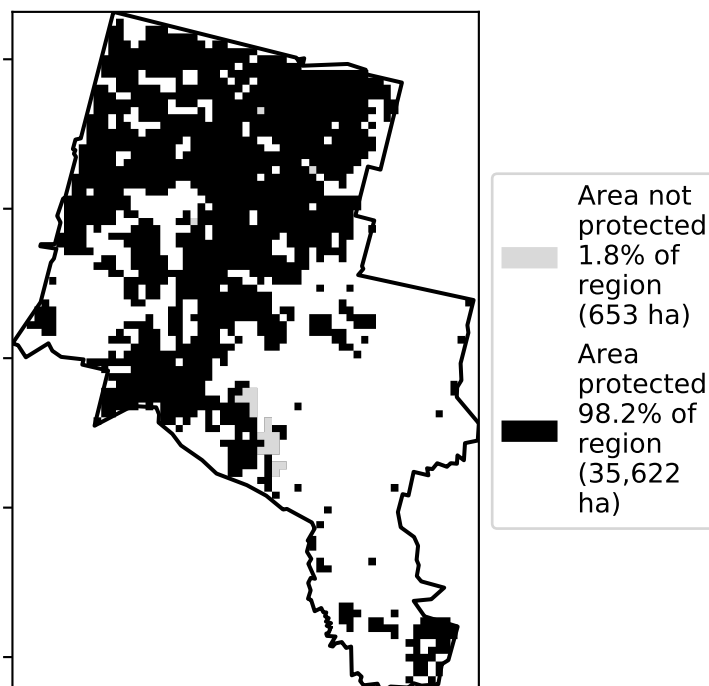 Area not
protected
1.8% of
region
(653 ha)
Area
protected
98.2% of
region
(35,622
ha)